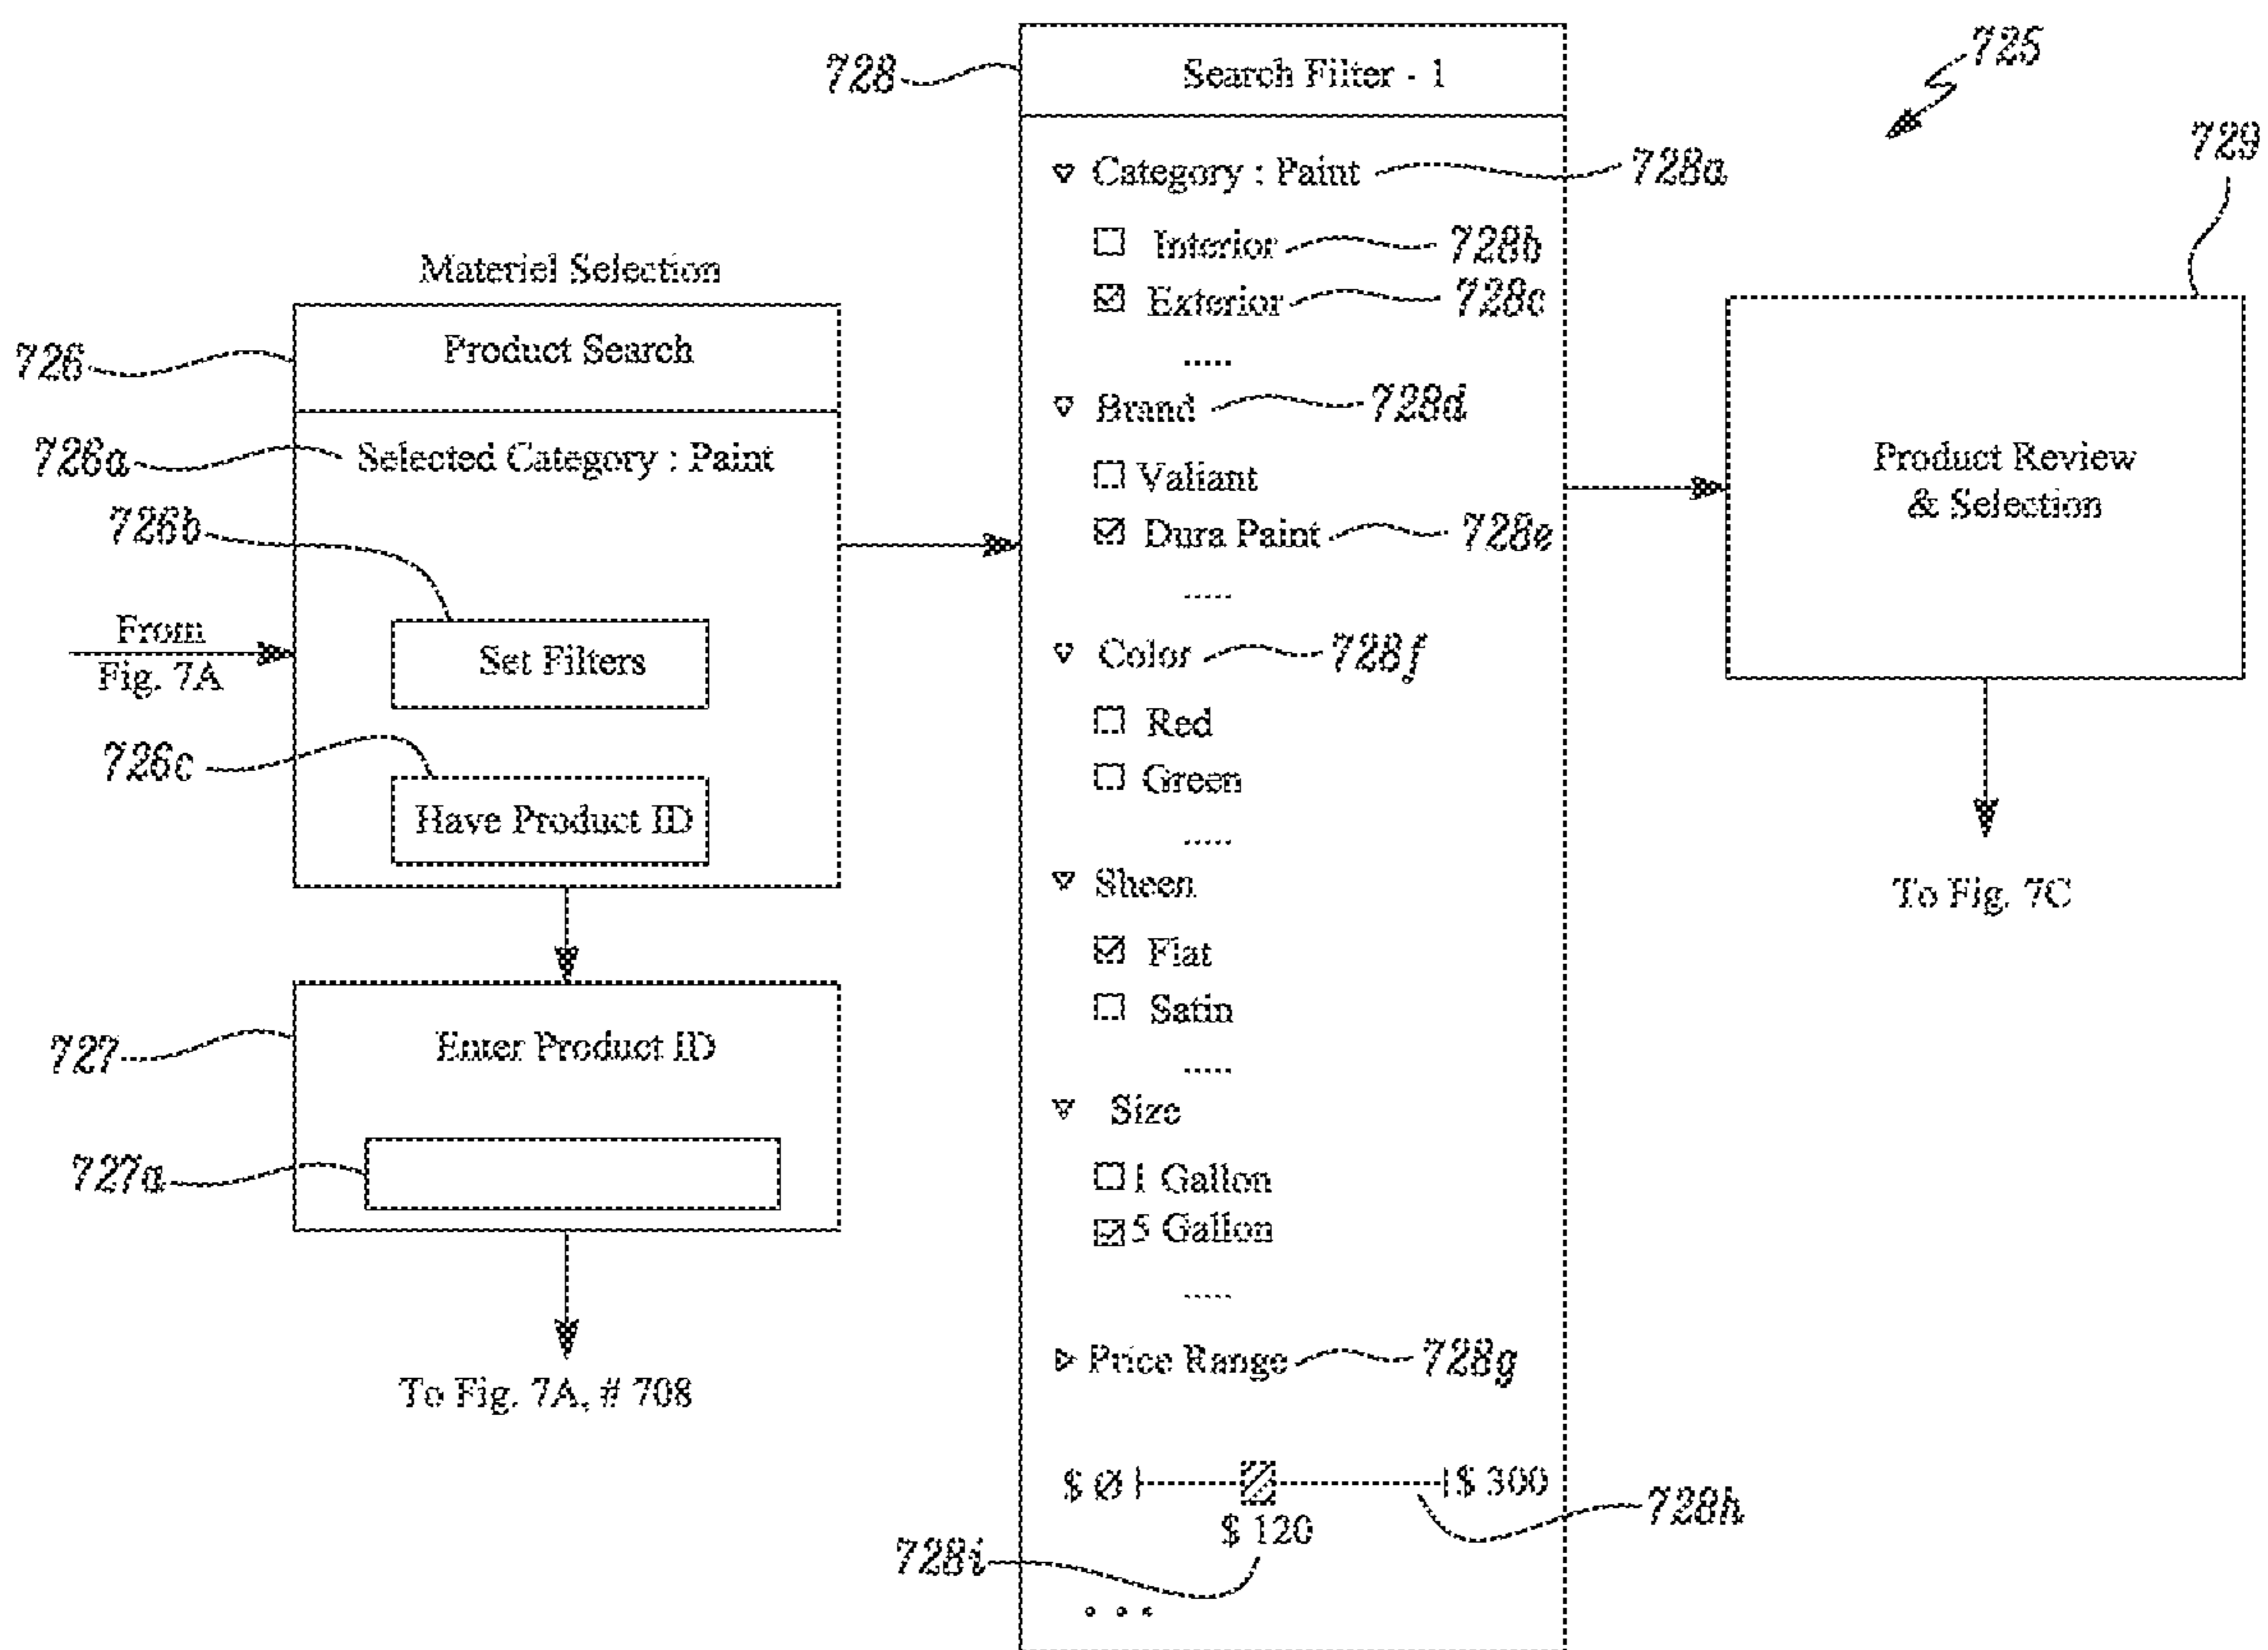 725
728
Search Filter - 1
729
Category : Paint
728a
Interior
728b
Exterior
728c
.....
Brand
728d
Valiant
Dura Paint
728e
.....
Color
728f
Red
Green
.....
Sheen
Flat
Satin
.....
Size
1 Gallon
5 Gallon
.....
Price Range
728g
$ Ø
$ 300
728h
$ 120
728i
...
Materiel Selection
726
Product Search
726a
Selected Category : Paint
726b
From
Fig. 7A
Set Filters
726c
Have Product ID
727
Enter Product ID
727a
To Fig. 7A, # 708
Product Review
& Selection
To Fig. 7C